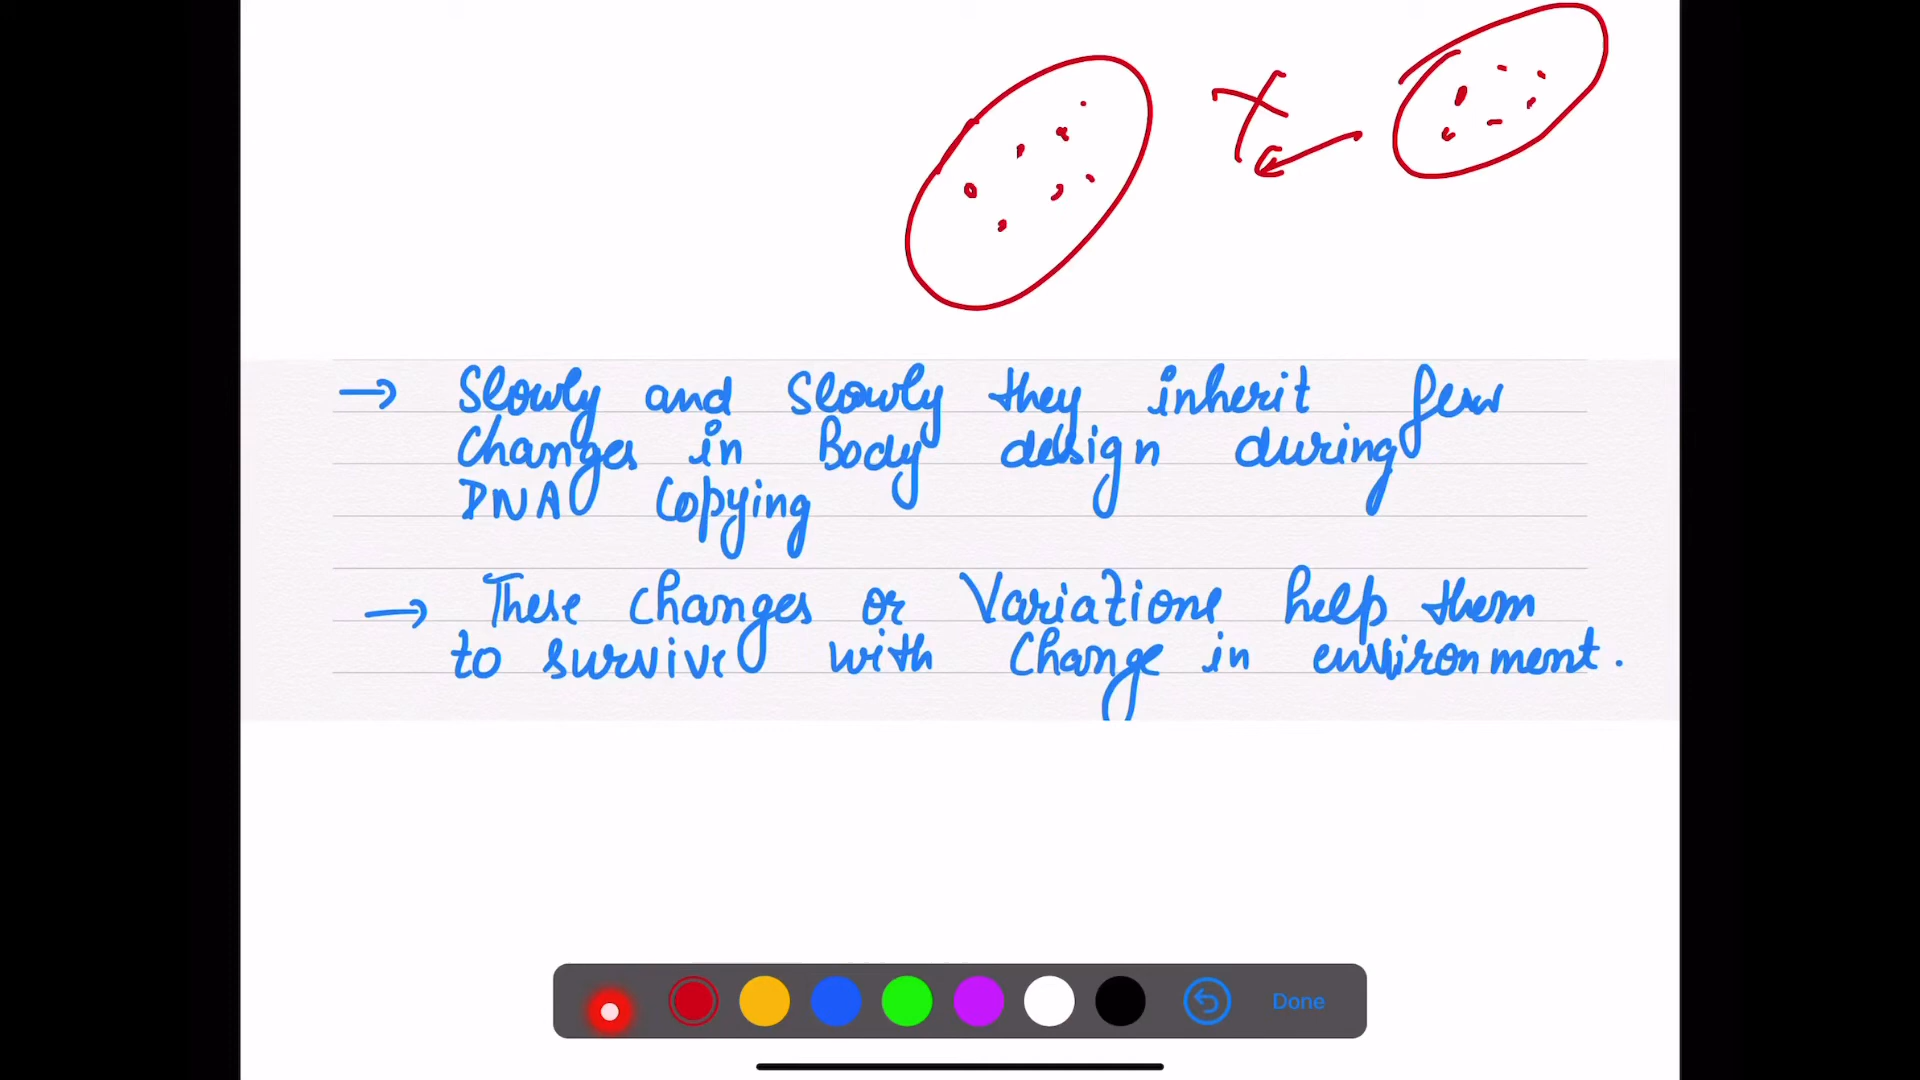 → Slowly and Slowly they inherit few
Changes in Body design during
DNA Copying
→ These changes or Variations help them
to survive with Change in environment.
Done